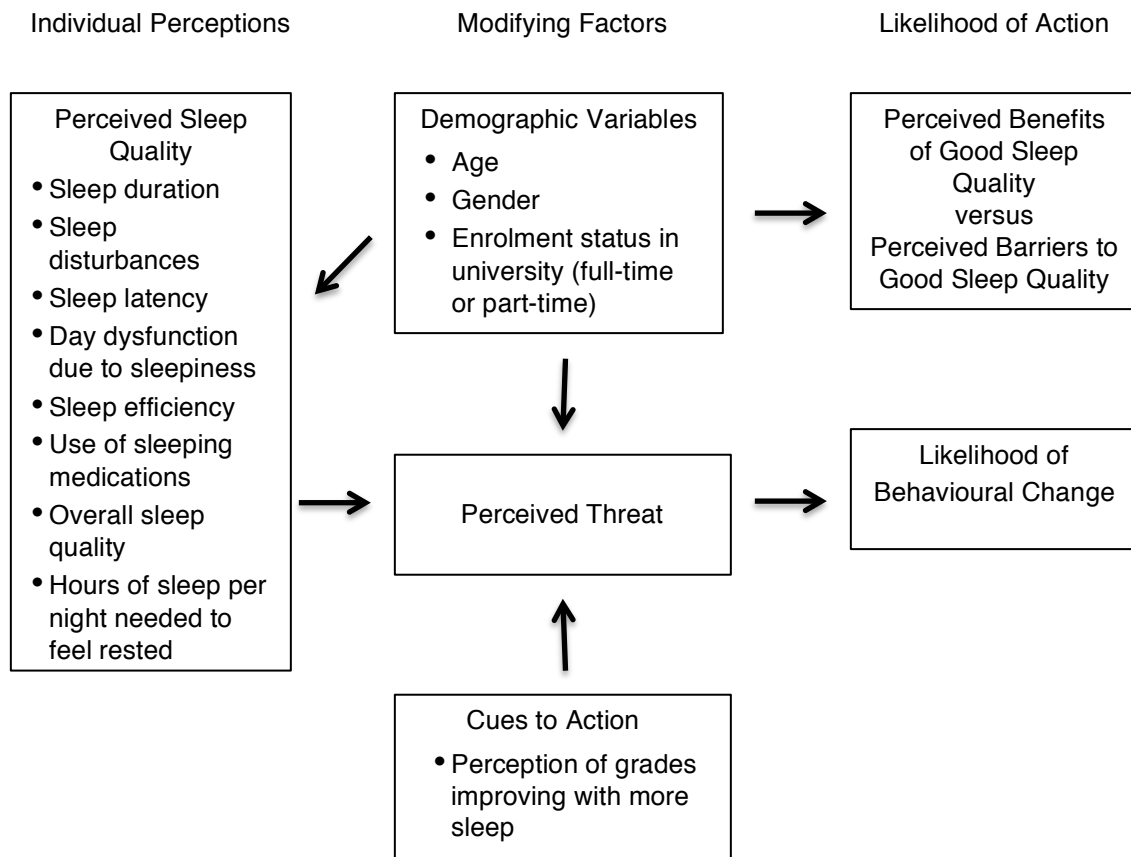 Individual Perceptions
Modifying Factors
Likelihood of Action
Perceived Sleep
Quality
• Sleep duration
• Sleep
disturbances
• Sleep latency
• Day dysfunction
due to sleepiness
• Sleep efficiency
• Use of sleeping
medications
• Overall sleep
quality
• Hours of sleep per
night needed to
feel rested
Demographic Variables
• Age
• Gender
• Enrolment status in
university (full-time
or part-time)
Perceived Benefits
of Good Sleep
Quality
versus
Perceived Barriers to
Good Sleep Quality
Perceived Threat
Likelihood of
Behavioural Change
Cues to Action
• Perception of grades
improving with more
sleep